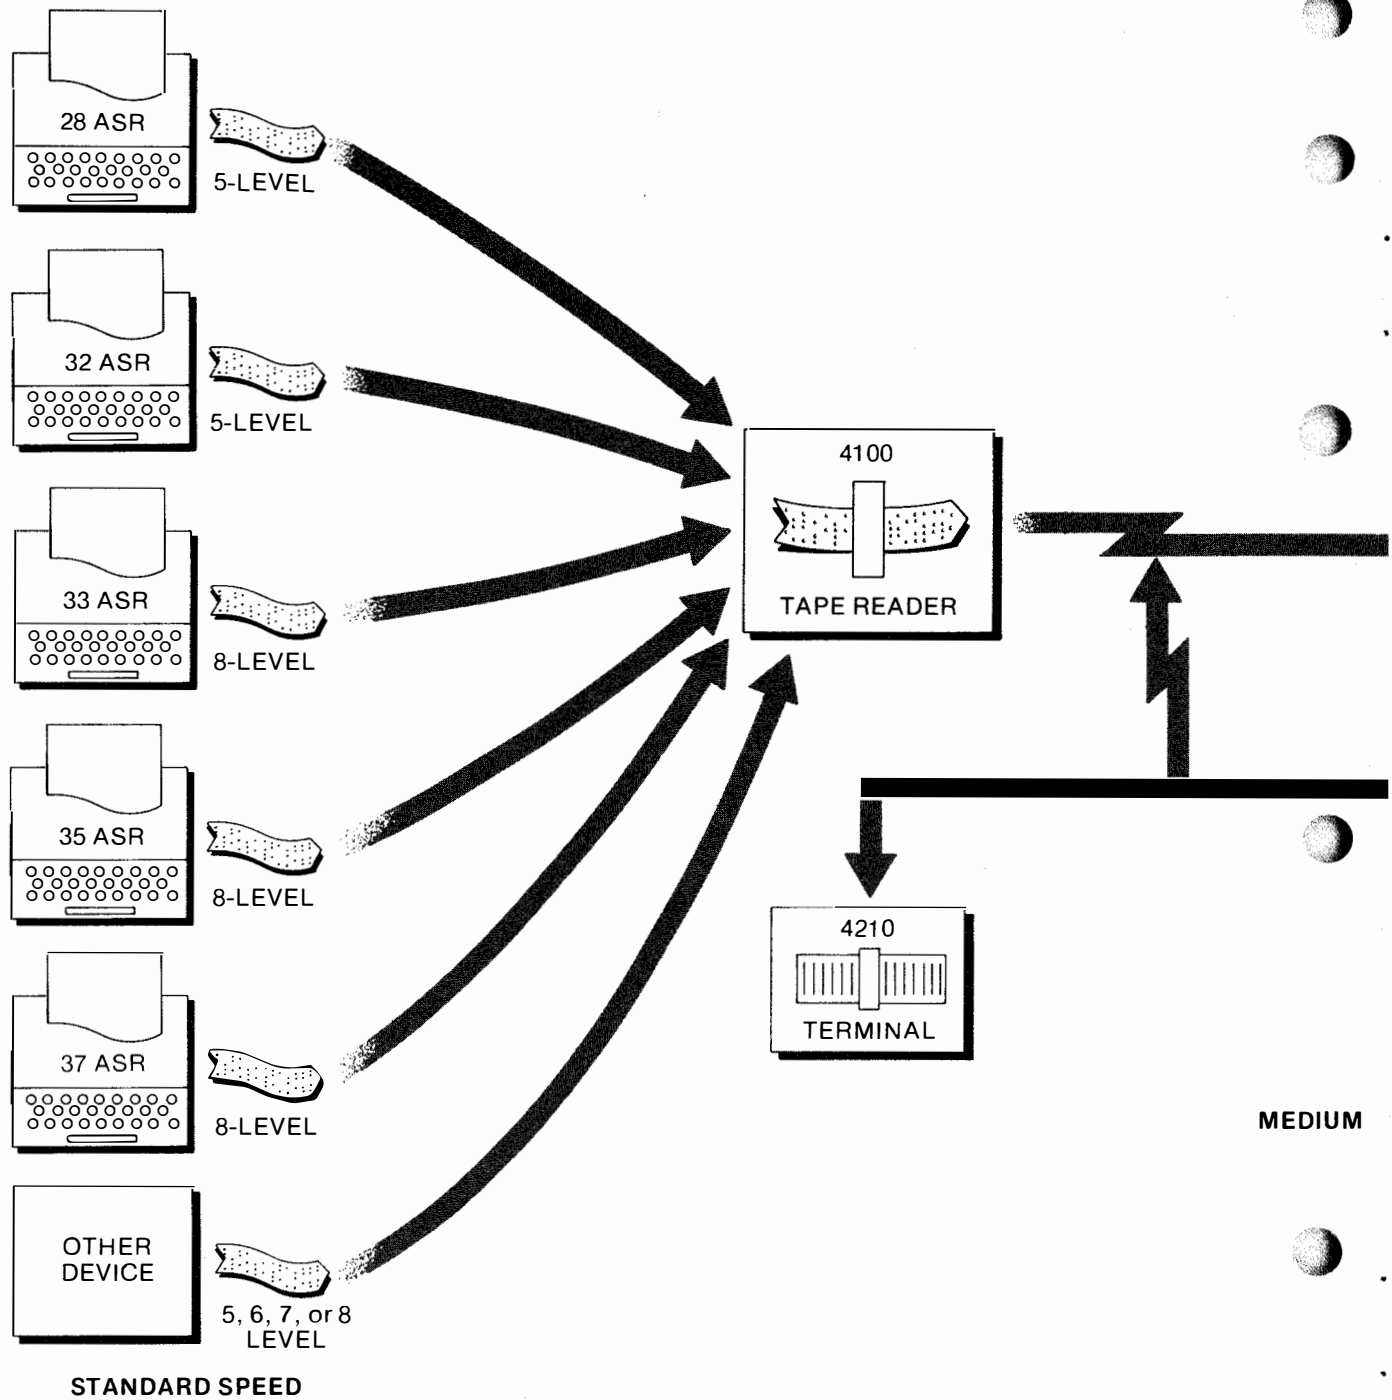 28 ASR
5-LEVEL
32 ASR
5-LEVEL
33 ASR
8-LEVEL
35 ASR
8-LEVEL
37 ASR
8-LEVEL
OTHER
DEVICE
5, 6, 7, or 8
LEVEL
STANDARD SPEED
4100
TAPE READER
4210
TERMINAL
MEDIUM